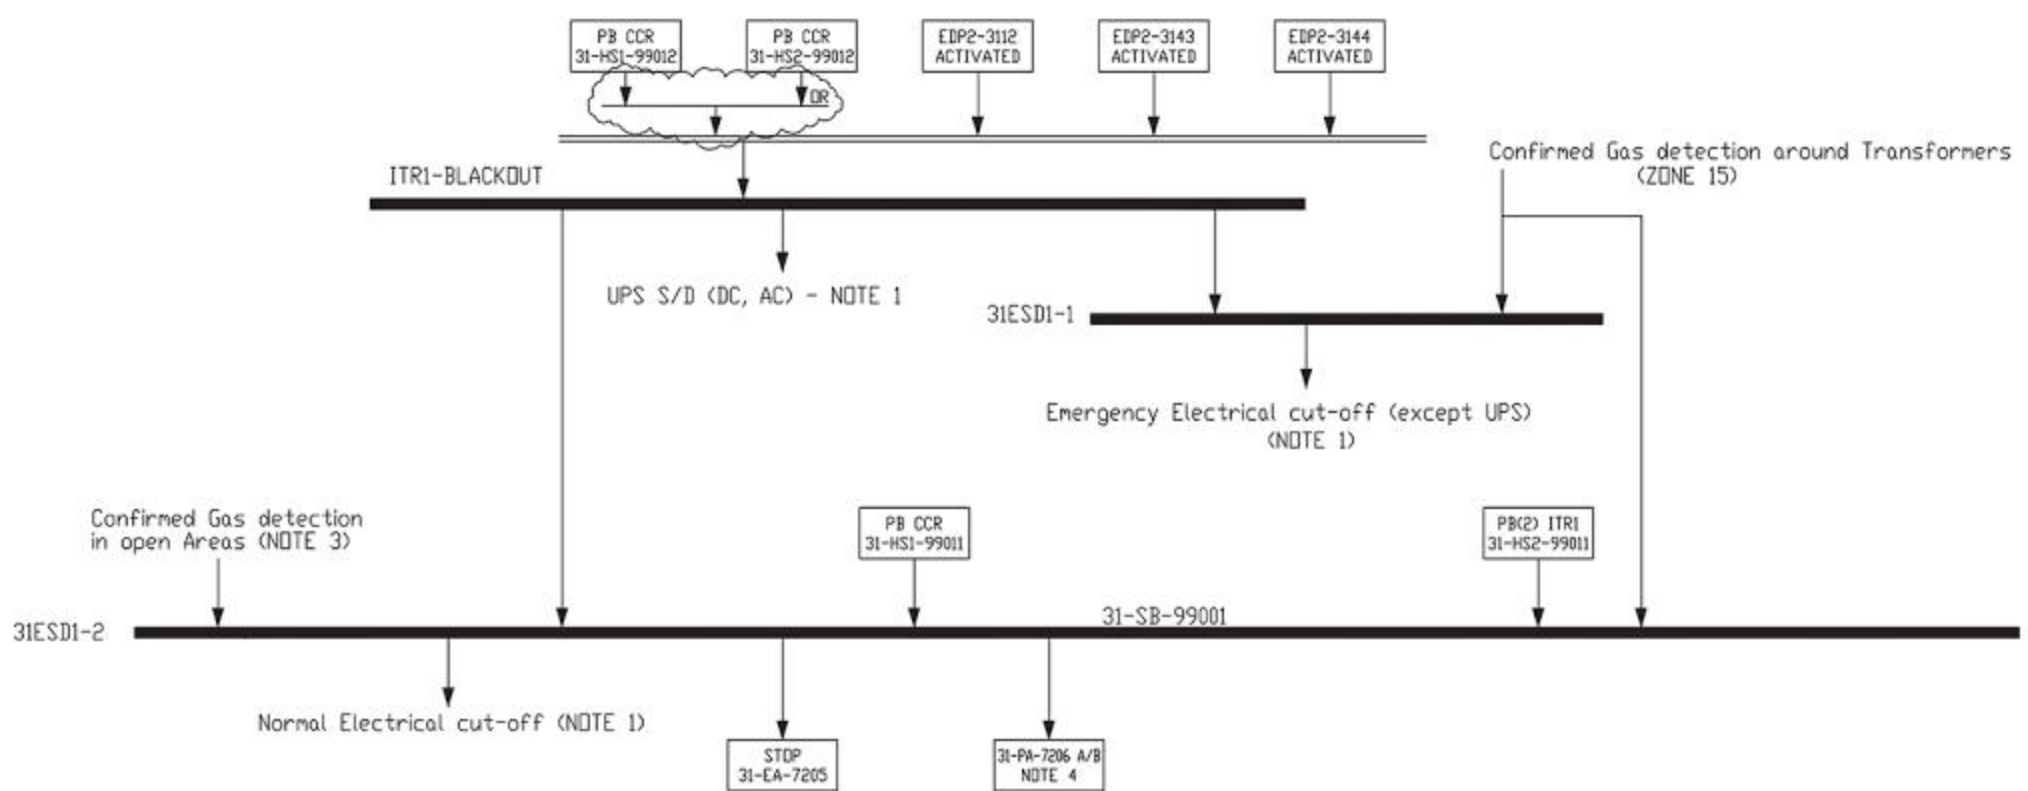 PB CCR
31-HS1-99012
PB CCR
31-HS2-99012
EDP2-3112
ACTIVATED
EDP2-3143
ACTIVATED
EDP2-3144
ACTIVATED
OR
Confirmed Gas detection around Transformers
(ZONE 15)
ITR1-BLACKOUT
UPS S/D (DC, AC) - NOTE 1
31ESD1-1
Emergency Electrical cut-off (except UPS)
(NOTE 1)
Confirmed Gas detection
in open Areas (NOTE 3)
PB CCR
31-HS1-99011
PB(2) ITR1
31-HS2-99011
31-SB-99001
31ESD1-2
Normal Electrical cut-off (NOTE 1)
STOP
31-EA-7205
31-PA-7206 A/B
NOTE 4